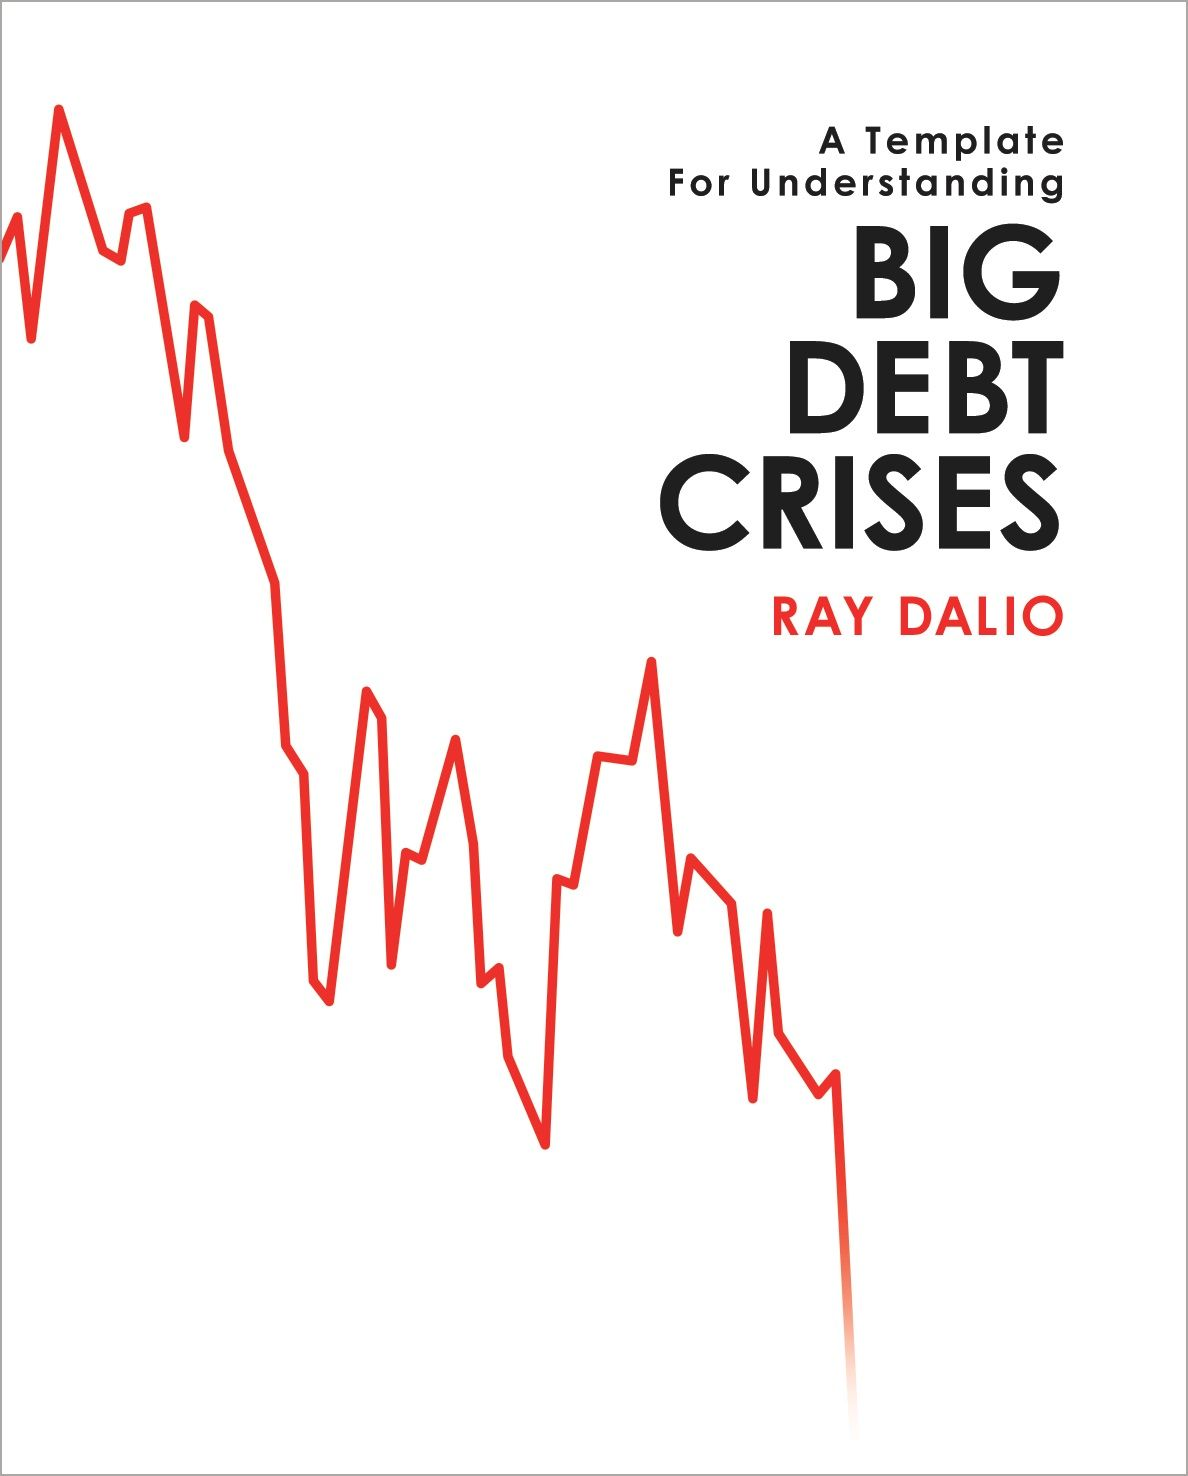 A Template
For Understanding
BIG
DEBT
CRISES
RAY DALIO